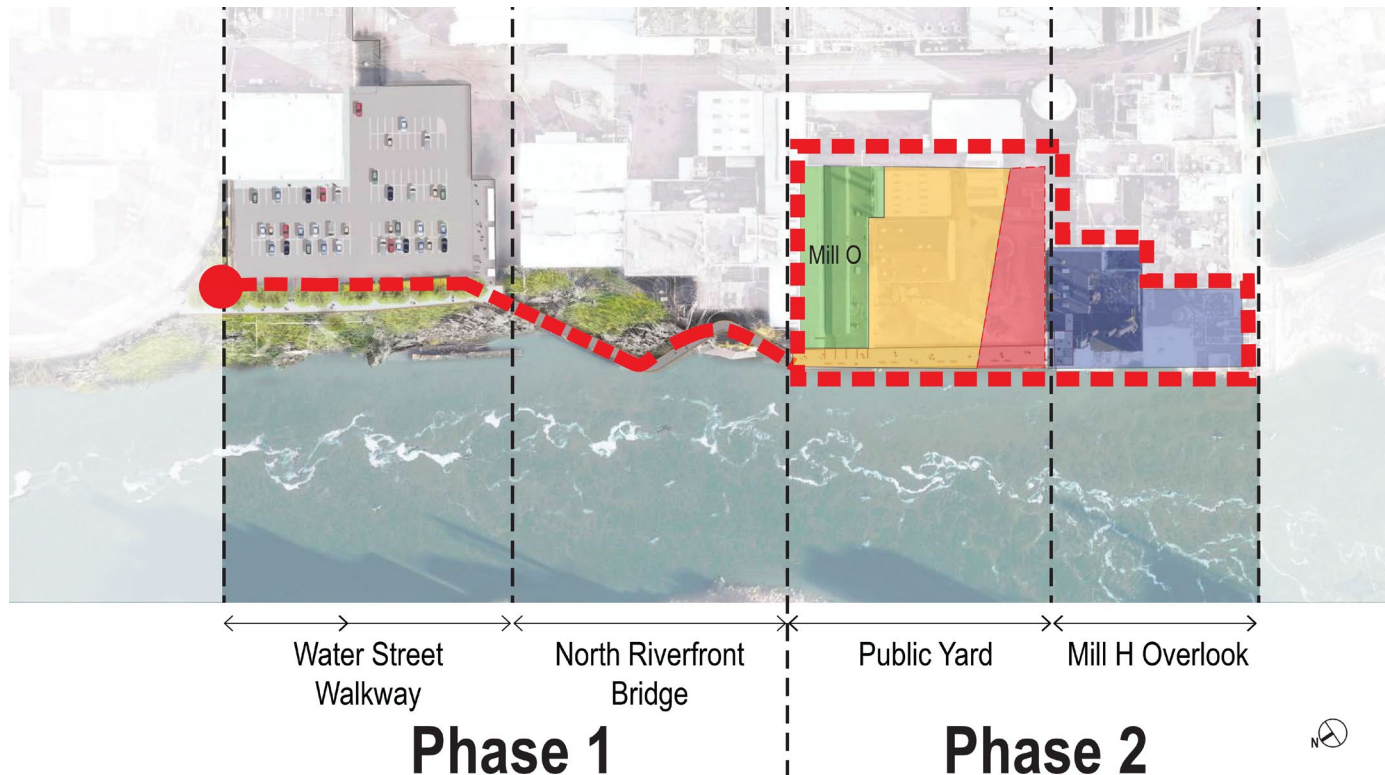 Mill O
Water Street
Walkway
North Riverfront
Bridge
Public Yard
Mill H Overlook
Phase 1
Phase 2
N